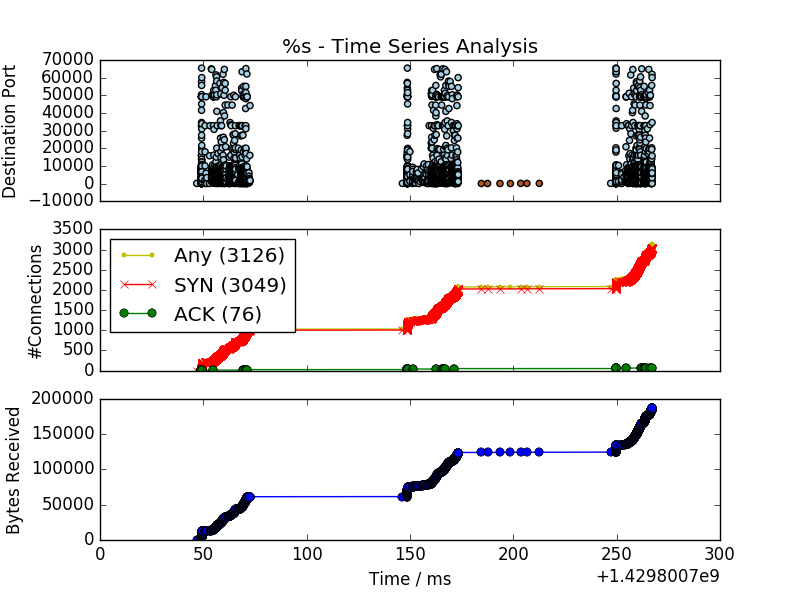 %s - Time Series Analysis
70000
60000
50000
40000
30000
20000
10000
0
−10000
Destination Port
3500
3000
2500
2000
1500
1000
500
0
#Connections
Any (3126)
SYN (3049)
ACK (76)
200000
150000
100000
50000
0
Bytes Received
0 50 100 150 200 250 300
Time / ms
+1.4298007e9